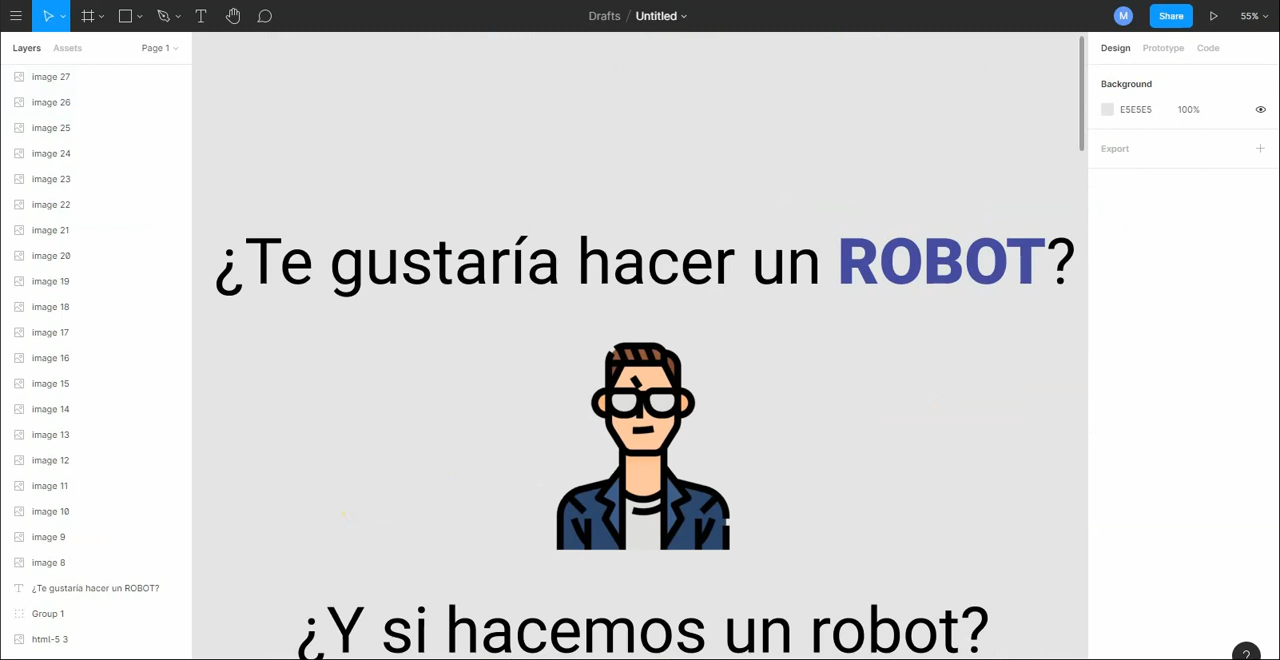 Drafts / Untitled
M
Share
55%
Layers
Assets
Page 1
Design
Prototype
Code
image 27
image 26
image 25
image 24
image 23
image 22
image 21
image 20
image 19
image 18
image 17
image 16
image 15
image 14
image 13
image 12
image 11
image 10
image 9
image 8
¿Te gustaría hacer un ROBOT?
Group 1
html-5 3
¿Te gustaría hacer un ROBOT?
¿Y si hacemos un robot?
Background
E5E5E5 100%
Export
?